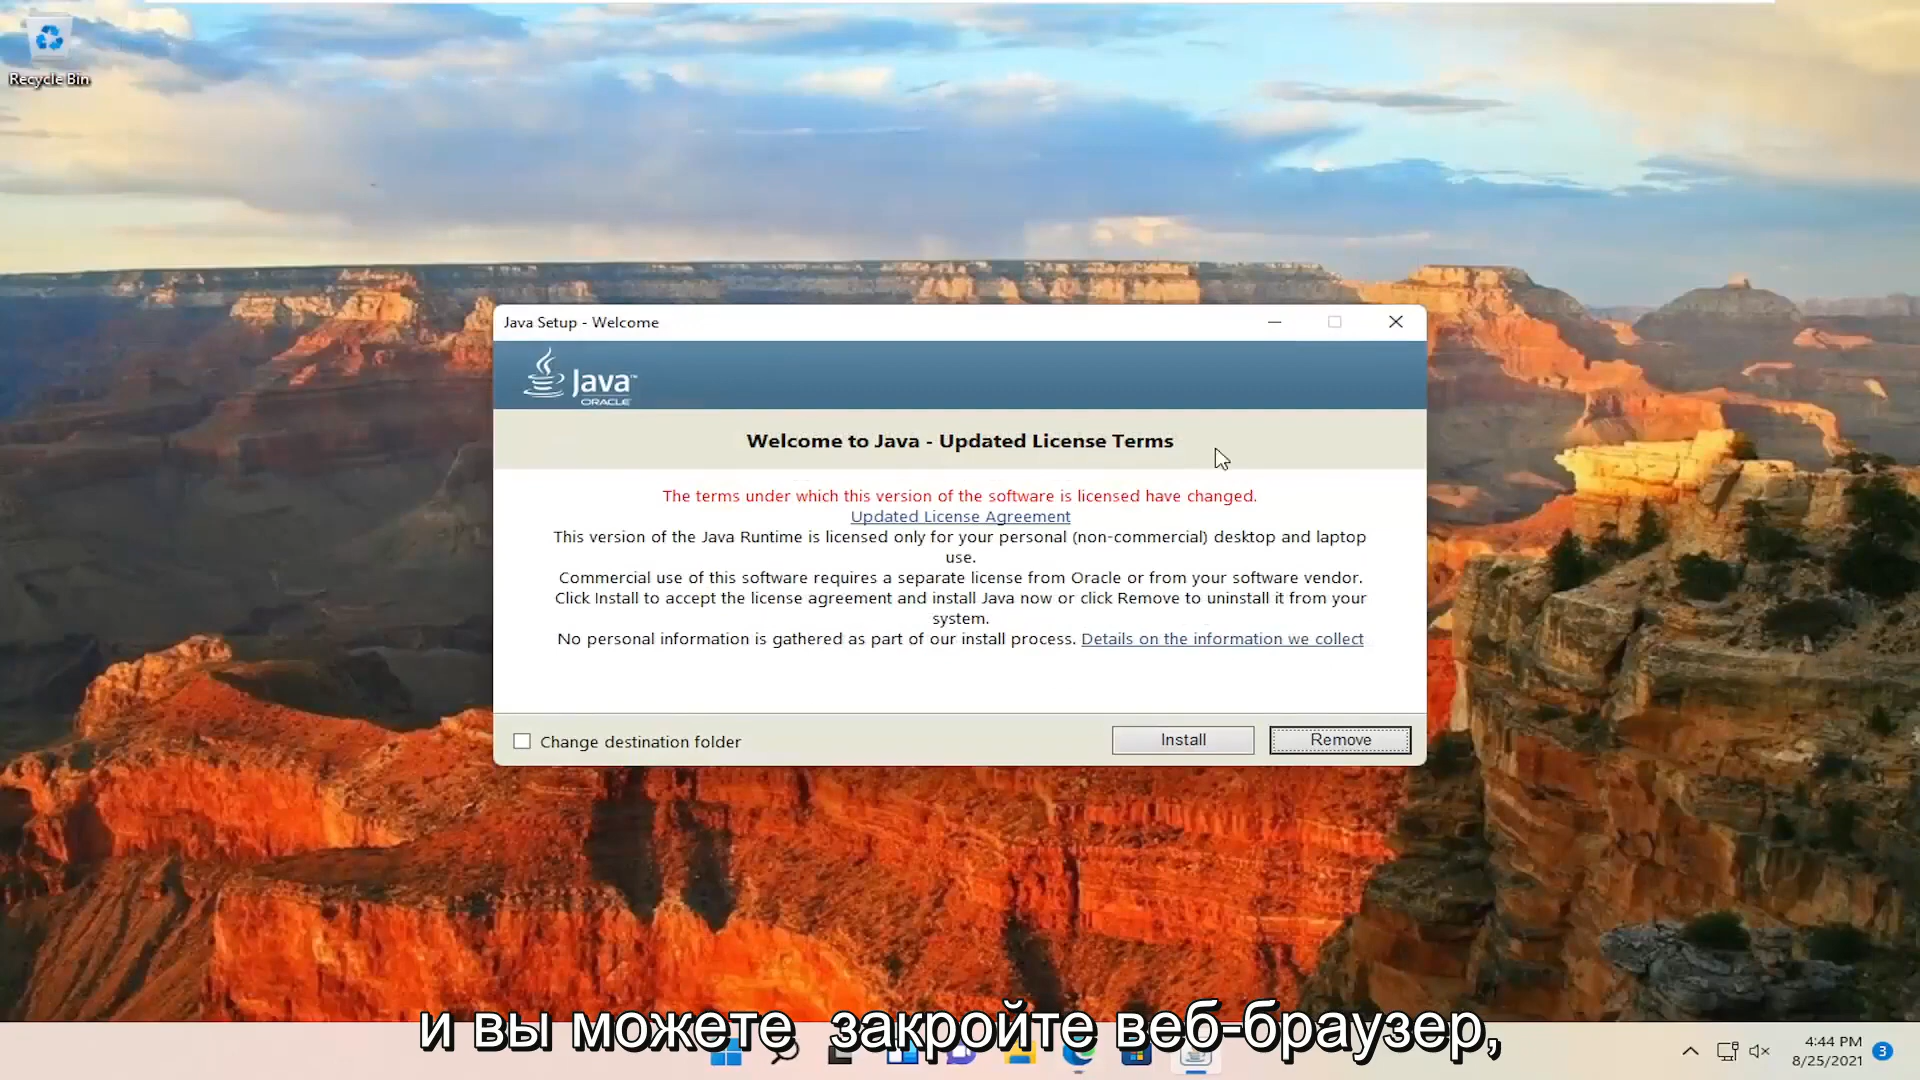 Recycle Bin
Java Setup - Welcome
Java™
ORACLE
Welcome to Java - Updated License Terms
The terms under which this version of the software is licensed have changed.
Updated License Agreement
This version of the Java Runtime is licensed only for your personal (non-commercial) desktop and laptop
use.
Commercial use of this software requires a separate license from Oracle or from your software vendor.
Click Install to accept the license agreement and install Java now or click Remove to uninstall it from your
system.
No personal information is gathered as part of our install process. Details on the information we collect
Change destination folder
Install
Remove
и вы можете закройте веб-браузер,
4:44 PM
8/25/2021
3